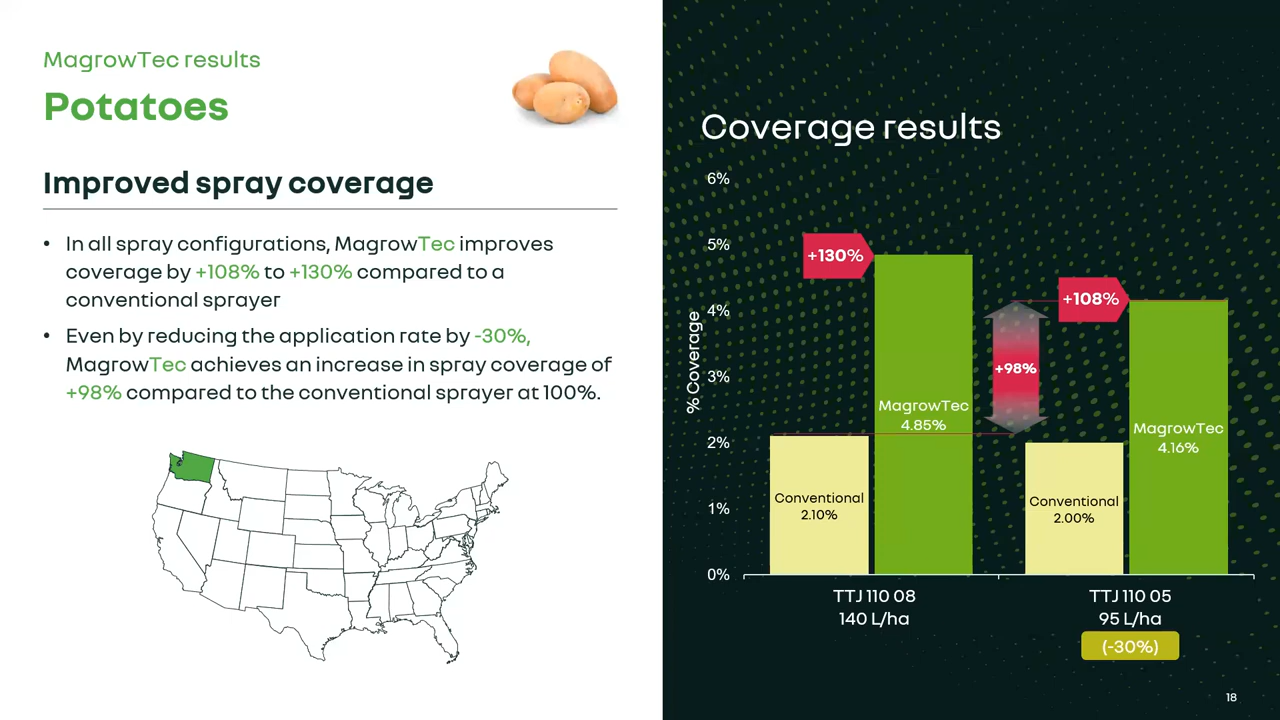 MagrowTec results
Potatoes
Improved spray coverage
• In all spray configurations, MagrowTec improves
coverage by +108% to +130% compared to a
conventional sprayer
• Even by reducing the application rate by -30%,
MagrowTec achieves an increase in spray coverage of
+98% compared to the conventional sprayer at 100%.
Coverage results
% Coverage
6%
5%
4%
3%
2%
1%
0%
+130%
+108%
+98%
Conventional
2.10%
MagrowTec
4.85%
Conventional
2.00%
MagrowTec
4.16%
TTJ 110 08
140 L/ha
TTJ 110 05
95 L/ha
(-30%)
18